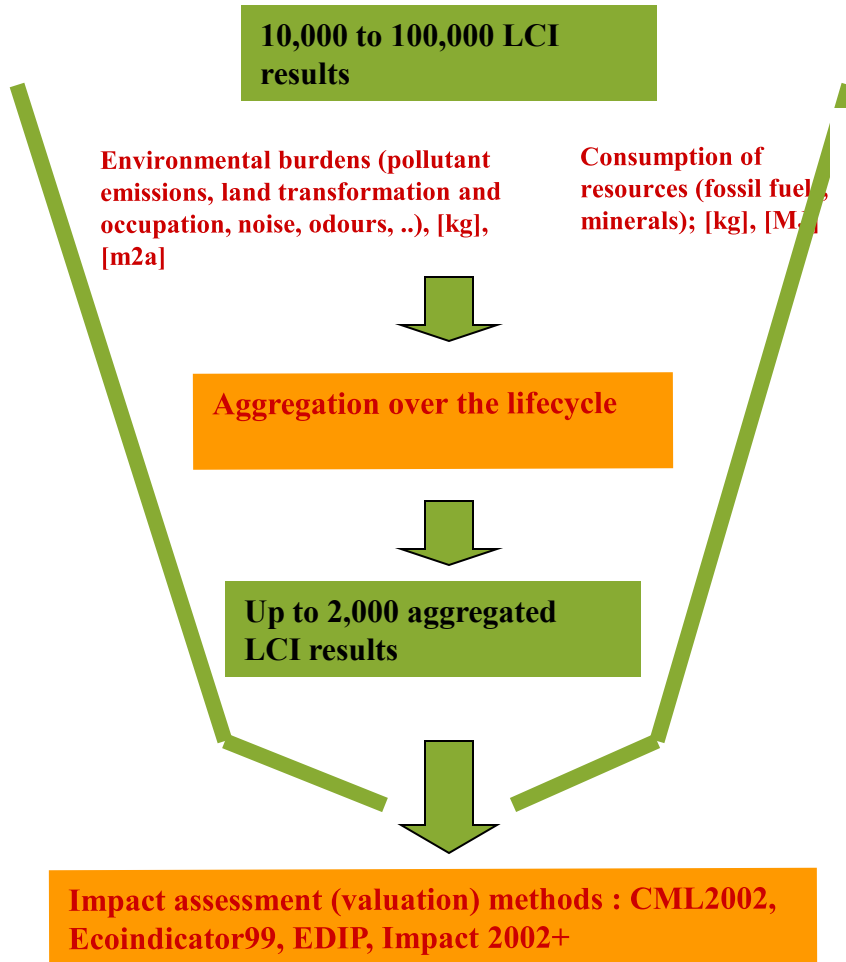 10,000 to 100,000 LCI
results
Environmental burdens (pollutant
emissions, land transformation and
occupation, noise, odours, ..), [kg],
[m2a]
Consumption of
resources (fossil fuels,
minerals); [kg], [MJ]
Aggregation over the lifecycle
Up to 2,000 aggregated
LCI results
Impact assessment (valuation) methods : CML2002,
Ecoindicator99, EDIP, Impact 2002+